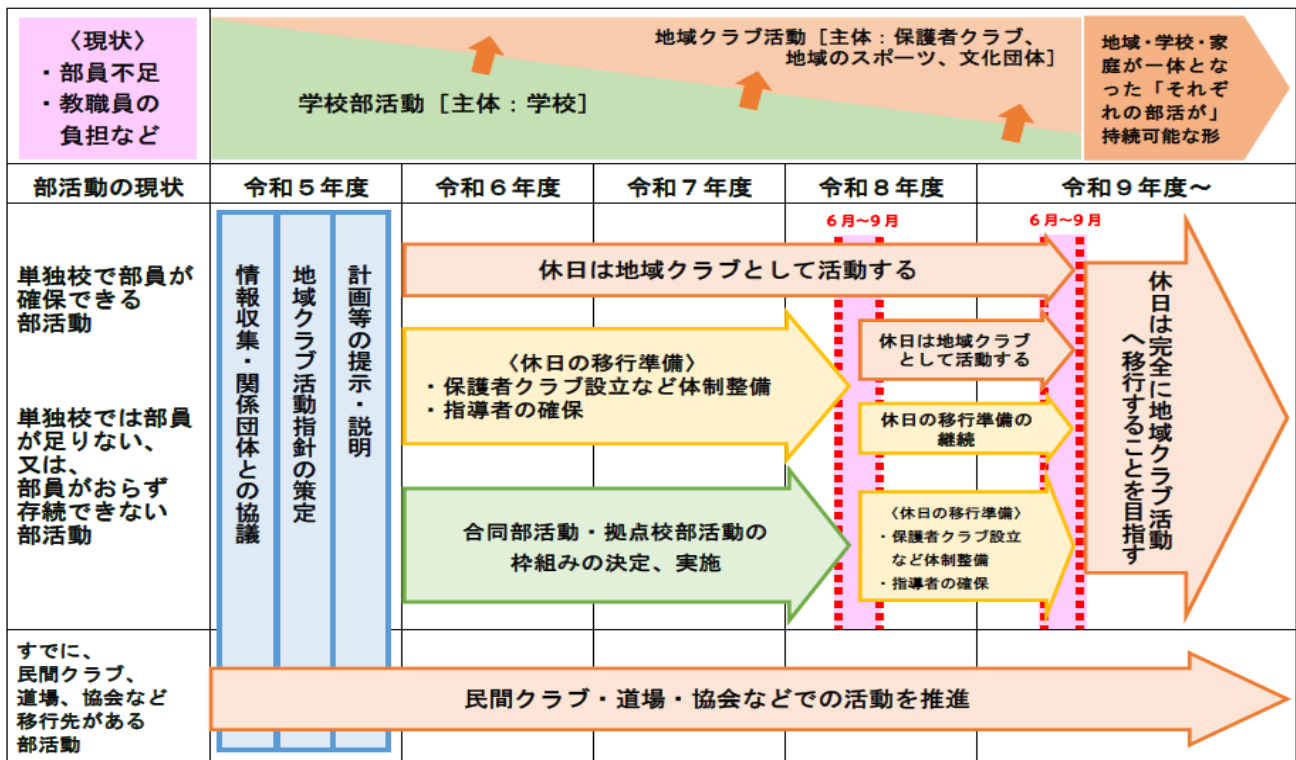 〈現状〉
・部員不足
・教職員の
負担など
地域クラブ活動［主体：保護者クラブ、
地域のスポーツ、文化団体］
学校部活動［主体：学校］
地域・学校・家
庭が一体とな
った「それぞ
れの部活が」
持続可能な形
部活動の現状
令和５年度
令和６年度
令和７年度
令和８年度
令和９年度～
単独校で部員が
確保できる
部活動
単独校では部員
が足りない、
又は、
部員がおらず
存続できない
部活動
情報収集・関係団体との協議
地域クラブ活動指針の策定
計画等の提示・説明
６月～９月
６月～９月
休日は地域クラブとして活動する
〈休日の移行準備〉
・保護者クラブ設立など体制整備
・指導者の確保
休日は地域クラブ
として活動する
休日の移行準備の
継続
合同部活動・拠点校部活動の
枠組みの決定、実施
〈休日の移行準備〉
・保護者クラブ設立
など体制整備
・指導者の確保
休日は完全に地域クラブ活動
へ移行することを目指す
すでに、
民間クラブ、
道場、協会など
移行先がある
部活動
民間クラブ・道場・協会などでの活動を推進